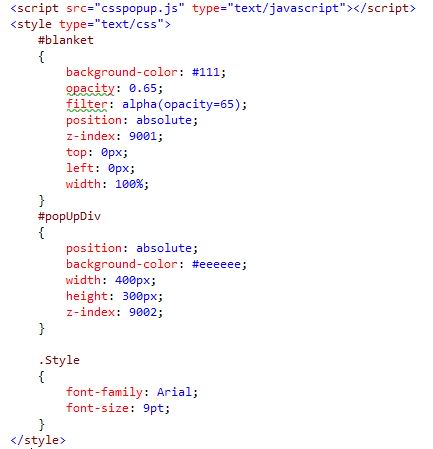 <script src="csspopup.js" type="text/javascript"></script>
<style type="text/css">
#blanket
{
background-color: #111;
opacity: 0.65;
filter: alpha(opacity=65);
position: absolute;
z-index: 9001;
top: 0px;
left: 0px;
width: 100%;
}
#popUpDiv
{
position: absolute;
background-color: #eeeeee;
width: 400px;
height: 300px;
z-index: 9002;
}
.Style
{
font-family: Arial;
font-size: 9pt;
}
</style>